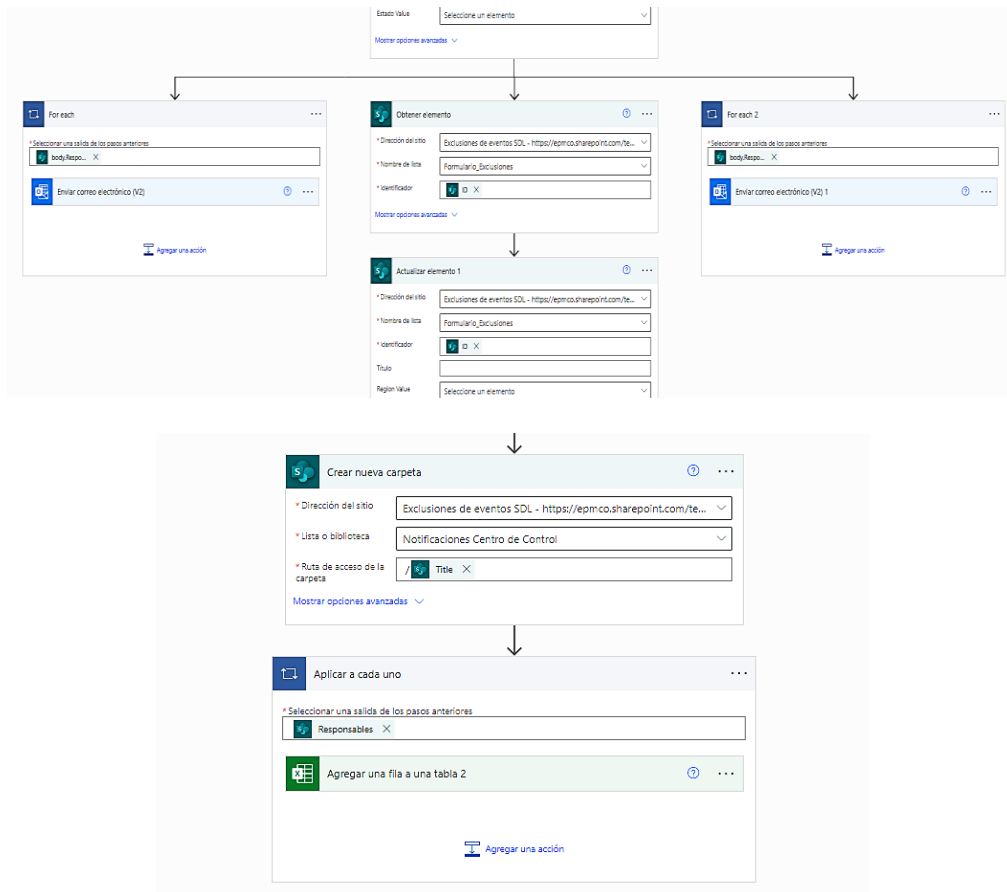 Estado Value
Seleccione un elemento
Mostrar opciones avanzadas
For each
* Seleccionar una salida de los pasos anteriores
body.Respo...
Enviar correo electrónico (V2)
Agregar una acción
Obtener elemento
* Dirección del sitio
Exclusiones de eventos SDL - https://epmco.sharepoint.com/te...
* Nombre de lista
Formulario_Exclusiones
* Identificador
ID
Mostrar opciones avanzadas
For each 2
* Seleccionar una salida de los pasos anteriores
body.Respo...
Enviar correo electrónico (V2) 1
Agregar una acción
Actualizar elemento 1
* Dirección del sitio
Exclusiones de eventos SDL - https://epmco.sharepoint.com/te...
* Nombre de lista
Formulario_Exclusiones
* Identificador
ID
Título
Region Value
Seleccione un elemento
Crear nueva carpeta
* Dirección del sitio
Exclusiones de eventos SDL - https://epmco.sharepoint.com/te...
* Lista o biblioteca
Notificaciones Centro de Control
* Ruta de acceso de la
carpeta
/ Title
Mostrar opciones avanzadas
Aplicar a cada uno
* Seleccionar una salida de los pasos anteriores
Responsables
Agregar una fila a una tabla 2
Agregar una acción